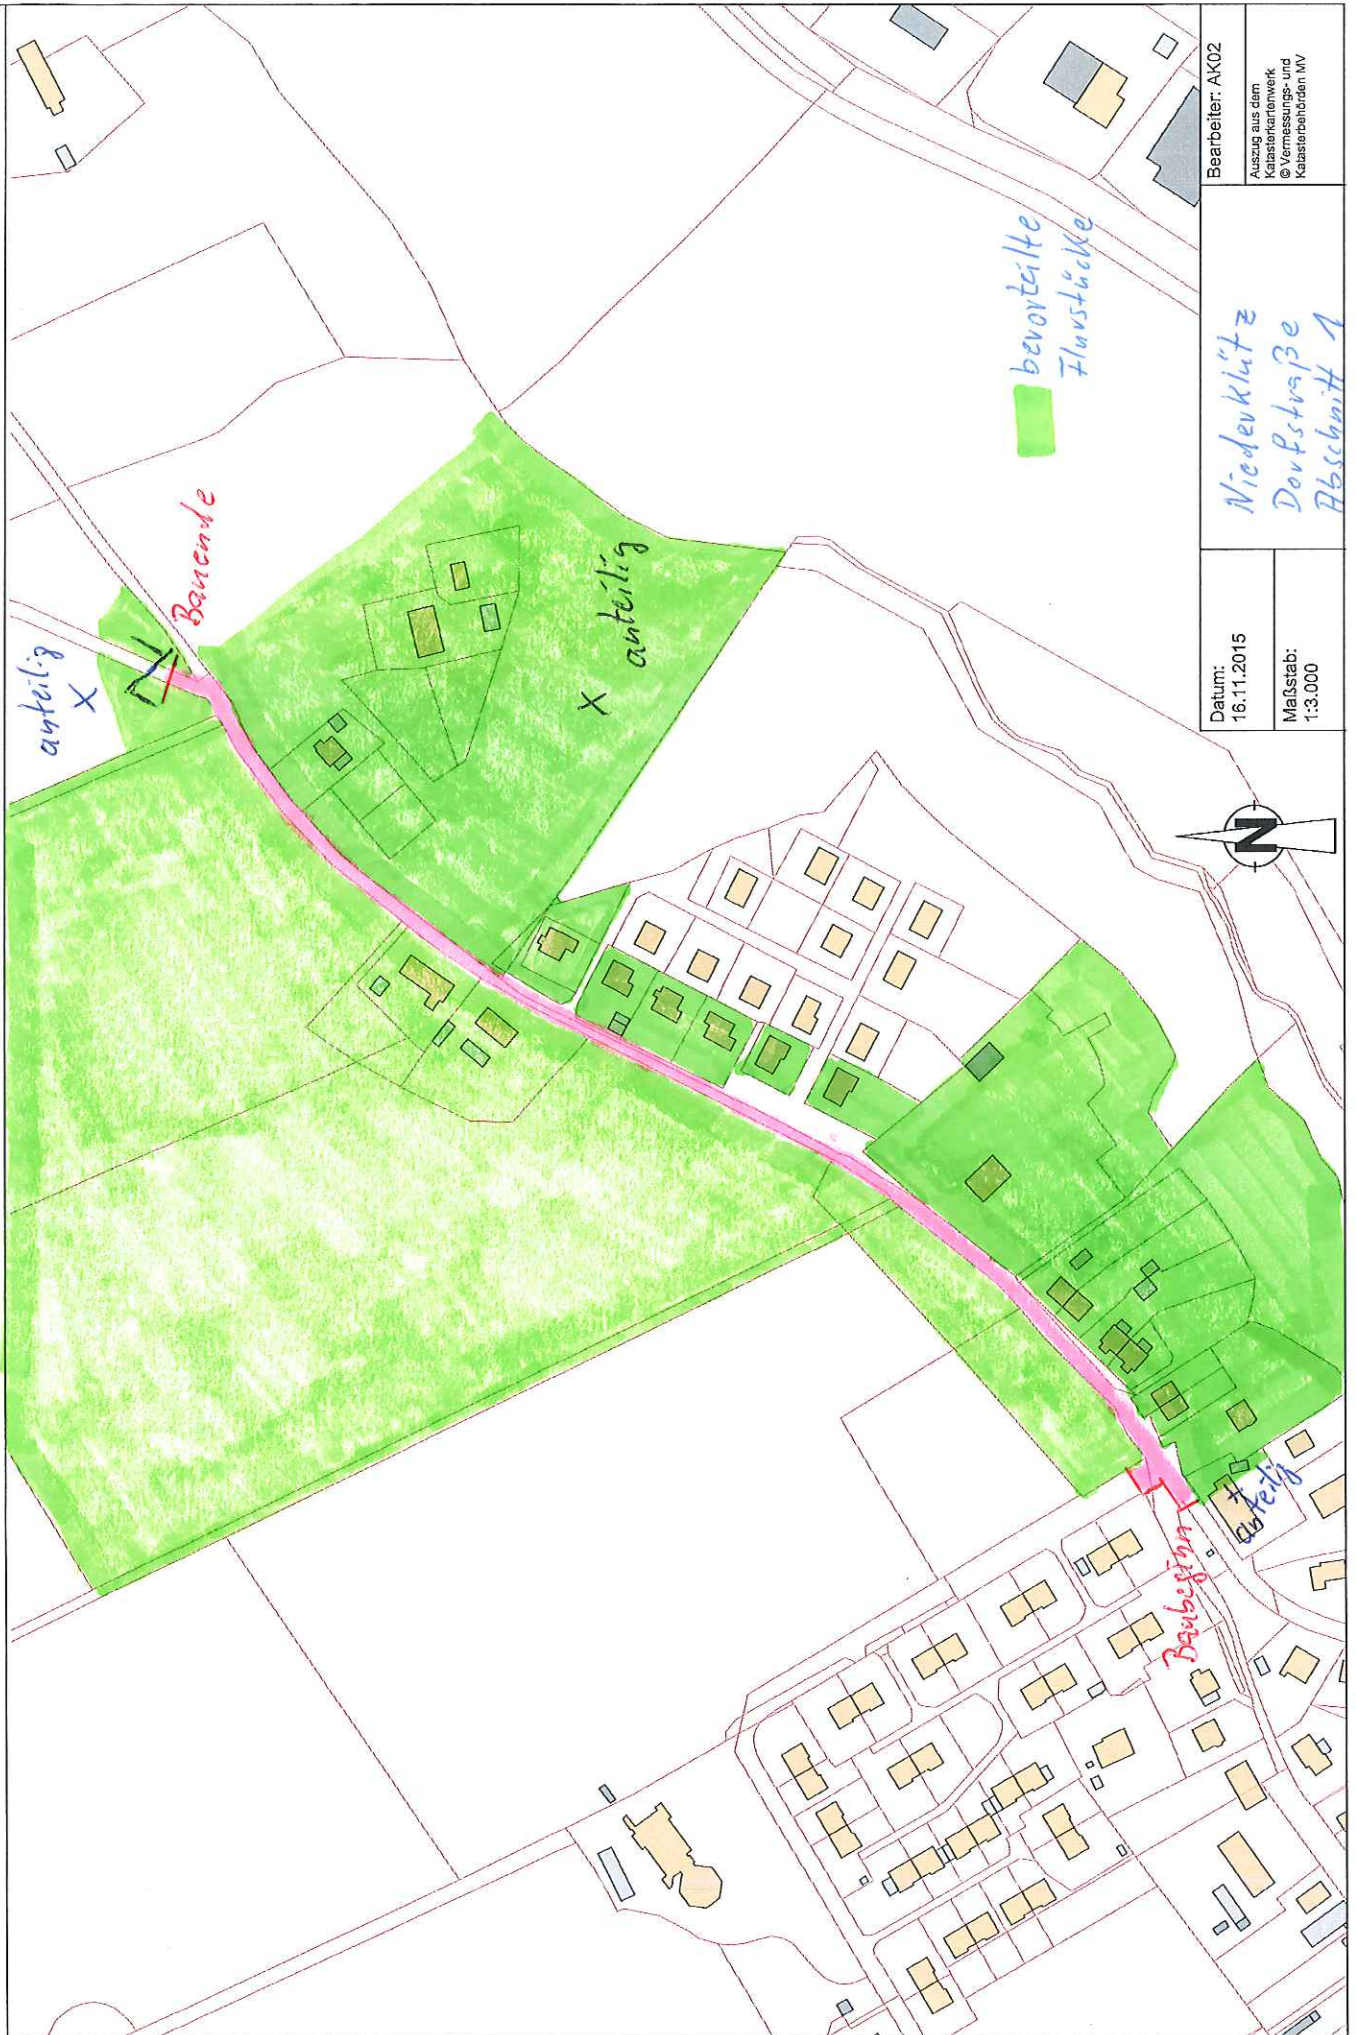 anteilig
X
Bauende
X
anteilig
bevorteilte
Flurstücke
Baubeginn
X
anteilig
Datum:
16.11.2015
Maßstab:
1:3.000
Niederklütz
Dorfstraße
Abschnitt 1
Bearbeiter: AK02
Auszug aus dem
Katasterkartenwerk
© Vermessungs- und
Katasterbehörden MV
N